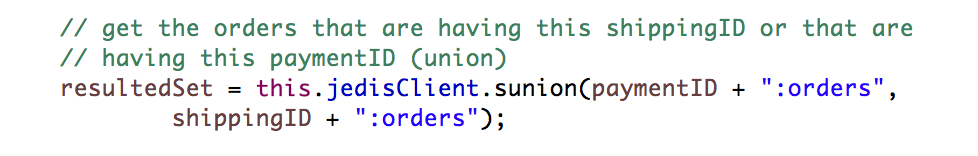 // get the orders that are having this shippingID or that are
// having this paymentID (union)
resultedSet = this.jedisClient.sunion(paymentID + ":orders",
shippingID + ":orders");